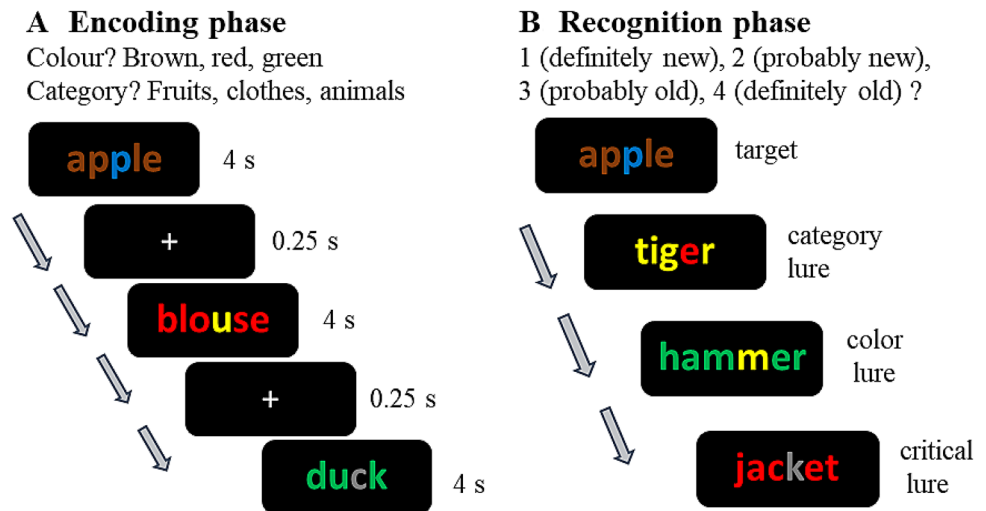 A Encoding phase
Colour? Brown, red, green
Category? Fruits, clothes, animals
apple
4 s
+
0.25 s
blouse
4 s
+
0.25 s
duck
4 s
B Recognition phase
1 (definitely new), 2 (probably new),
3 (probably old), 4 (definitely old) ?
apple
target
tiger
category
lure
hammer
color
lure
jacket
critical
lure